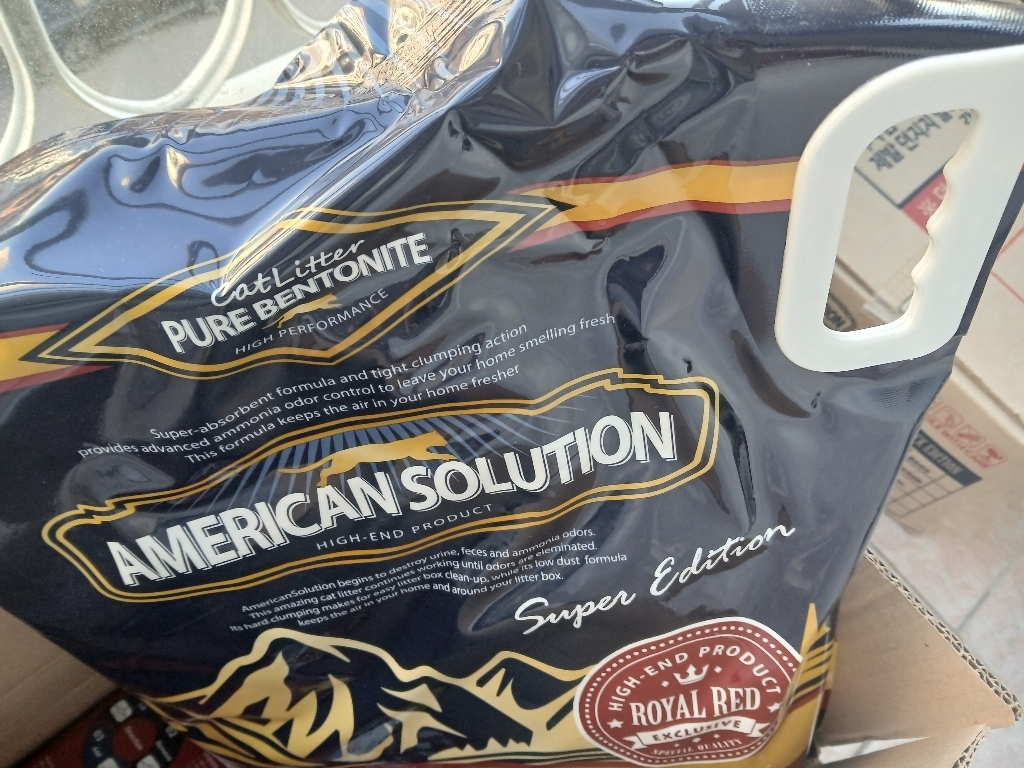 Cat Litter
PURE BENTONITE
HIGH PERFORMANCE
Super-absorbent formula and tight clumping action
provides advanced ammonia odor control to leave your home smelling fresh
This formula keeps the air in your home fresher
AMERICAN SOLUTION
HIGH-END PRODUCT
AmericanSolution begins to destroy urine, feces and ammonia odors.
This amazing cat litter continues working until odors are eleminated.
Its hard clumping makes for easy litter box clean-up. while its low dust formula
keeps the air in your home and around your litter box.
Super Edition
HIGH-END PRODUCT
ROYAL RED
EXCLUSIVE
SPEZIAL QUALITY